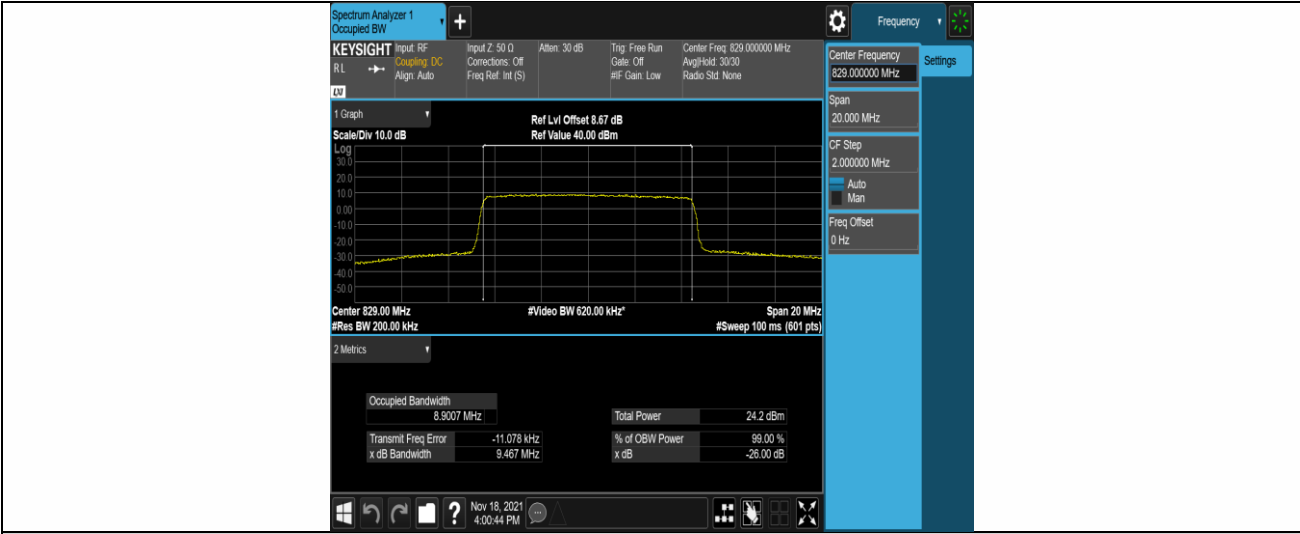 Spectrum Analyzer 1
Occupied BW
+
Frequency
KEYSIGHT
RL
LXI
Input: RF
Coupling: DC
Align: Auto
Input Z: 50 Ω
Corrections: Off
Freq Ref: Int (S)
Atten: 30 dB
Trig: Free Run
Gate: Off
#IF Gain: Low
Center Freq: 829.000000 MHz
Avg|Hold: 30/30
Radio Std: None
Center Frequency
829.000000 MHz
Settings
Span
20.000 MHz
CF Step
2.000000 MHz
Auto
Man
Freq Offset
0 Hz
1 Graph
Scale/Div 10.0 dB
Ref Lvl Offset 8.67 dB
Ref Value 40.00 dBm
Log
30.0
20.0
10.0
0.00
-10.0
-20.0
-30.0
-40.0
-50.0
Center 829.00 MHz
#Video BW 620.00 kHz*
Span 20 MHz
#Res BW 200.00 kHz
#Sweep 100 ms (601 pts)
2 Metrics
Occupied Bandwidth
8.9007 MHz
Total Power 24.2 dBm
Transmit Freq Error -11.078 kHz
% of OBW Power 99.00 %
x dB Bandwidth 9.467 MHz
x dB -26.00 dB
?
Nov 18, 2021
4:00:44 PM